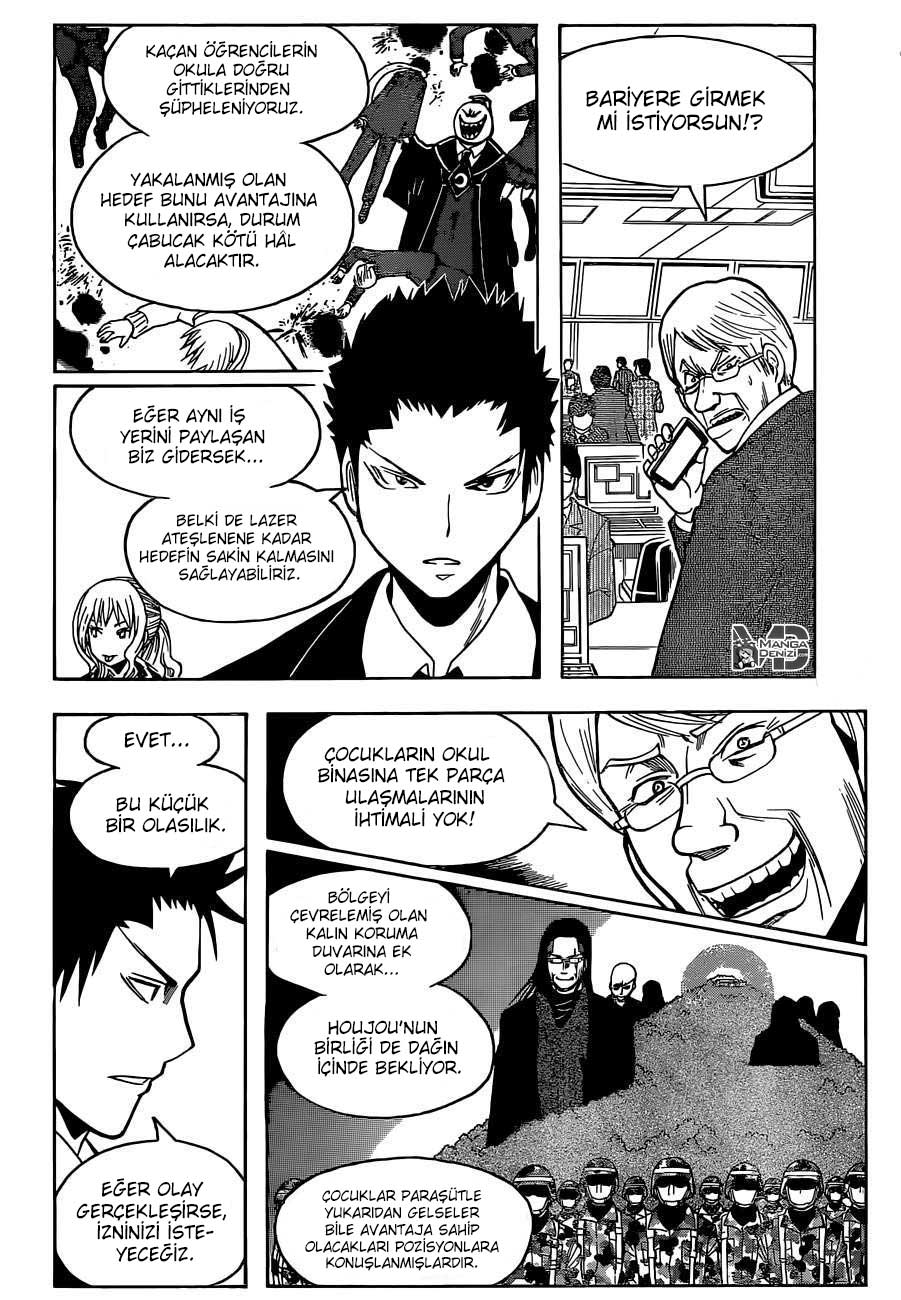 BARİYERE GİRMEK
Mİ İSTİYORSUN!?
KAÇAN ÖĞRENCİLERİN
OKULA DOĞRU
GİTTİKLERİNDEN
ŞÜPHELENİYORUZ.
YAKALANMIŞ OLAN
HEDEF BUNU AVANTAJINA
KULLANIRSA, DURUM
ÇABUCAK KÖTÜ HÂL
ALACAKTIR.
EĞER AYNI İŞ
YERİNİ PAYLAŞAN
BİZ GİDERSEK...
BELKİ DE LAZER
ATEŞLENENE KADAR
HEDEFİN SAKİN KALMASINI
SAĞLAYABİLİRİZ.
MANGA
DENİZİ.com
ÇOCUKLARIN OKUL
BİNASINA TEK PARÇA
ULAŞMALARININ
İHTİMALİ YOK!
BÖLGEYİ
ÇEVRELEMİŞ OLAN
KALIN KORUMA
DUVARINA EK
OLARAK...
HOUJOU'NUN
BİRLİĞİ DE DAĞIN
İÇİNDE BEKLİYOR.
ÇOCUKLAR PARAŞÜTLE
YUKARIDAN GELSELER
BİLE AVANTAJA SAHİP
OLACAKLARI POZİSYONLARA
KONUŞLANMIŞLARDIR.
EVET...
BU KÜÇÜK
BİR OLASILIK.
EĞER OLAY
GERÇEKLEŞİRSE,
İZNİNİZİ İSTE-
YECEĞİZ.